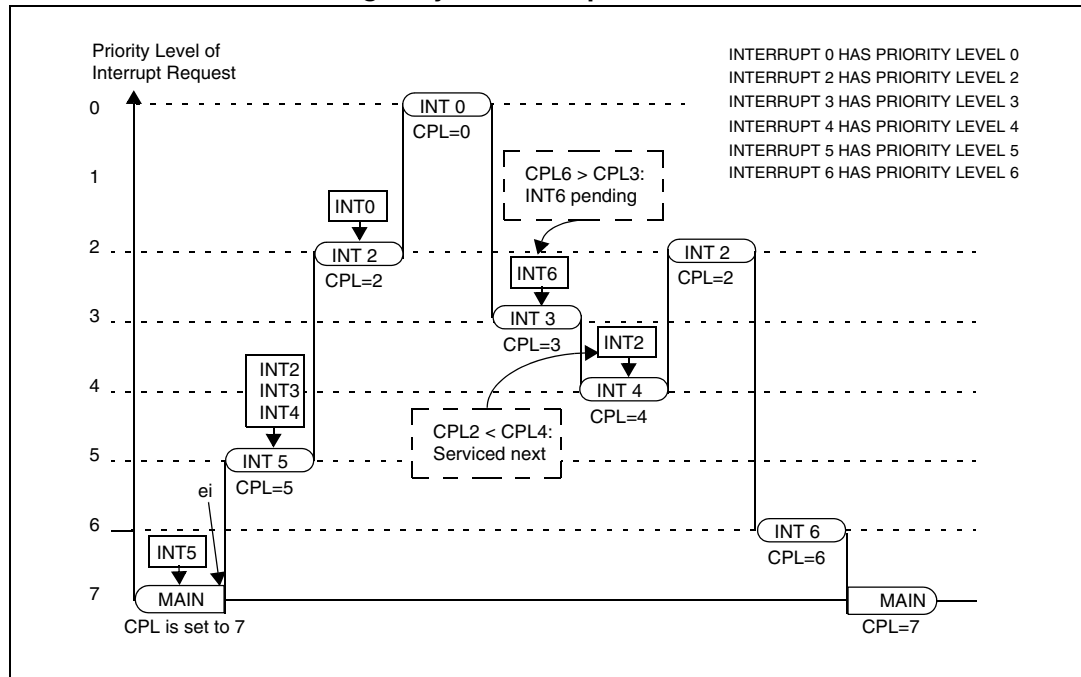 Priority Level of
Interrupt Request
INTERRUPT 0 HAS PRIORITY LEVEL 0
INTERRUPT 2 HAS PRIORITY LEVEL 2
INTERRUPT 3 HAS PRIORITY LEVEL 3
INTERRUPT 4 HAS PRIORITY LEVEL 4
INTERRUPT 5 HAS PRIORITY LEVEL 5
INTERRUPT 6 HAS PRIORITY LEVEL 6
0
INT 0
CPL=0
1
CPL6 > CPL3:
INT6 pending
INT0
2
INT 2
CPL=2
INT 2
CPL=2
INT6
3
INT 3
CPL=3
INT2
INT2
INT3
INT4
4
INT 4
CPL=4
CPL2 < CPL4:
Serviced next
5
INT 5
CPL=5
ei
6
INT 6
CPL=6
INT5
7
MAIN
CPL is set to 7
MAIN
CPL=7